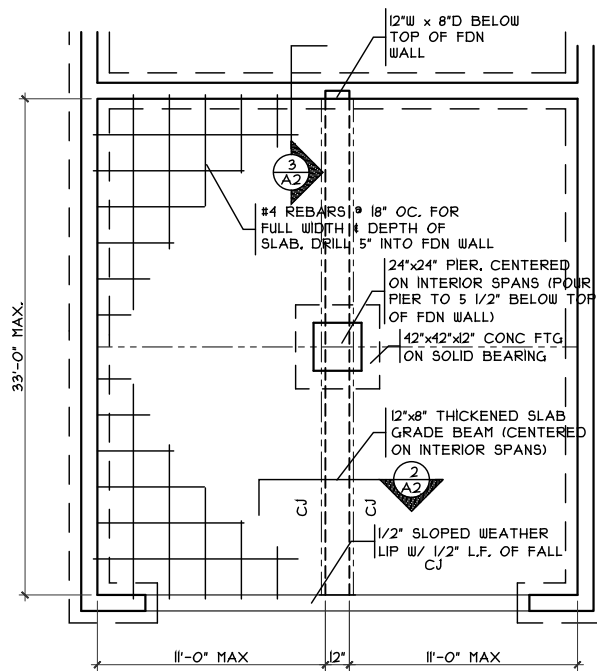 12"W x 8"D BELOW
TOP OF FDN
WALL
3
A2
#4 REBARS @ 18" OC. FOR
FULL WIDTH & DEPTH OF
SLAB. DRILL 5" INTO FDN WALL
24"x24" PIER. CENTERED
ON INTERIOR SPANS (POUR
PIER TO 5 1/2" BELOW TOP
OF FDN WALL)
42"x42"x12" CONC FTG
ON SOLID BEARING
33'-0" MAX.
12"x8" THICKENED SLAB
GRADE BEAM (CENTERED
ON INTERIOR SPANS)
2
A2
CJ
CJ
1/2" SLOPED WEATHER
LIP W/ 1/2" L.F. OF FALL
CJ
11'-0" MAX
12"
11'-0" MAX